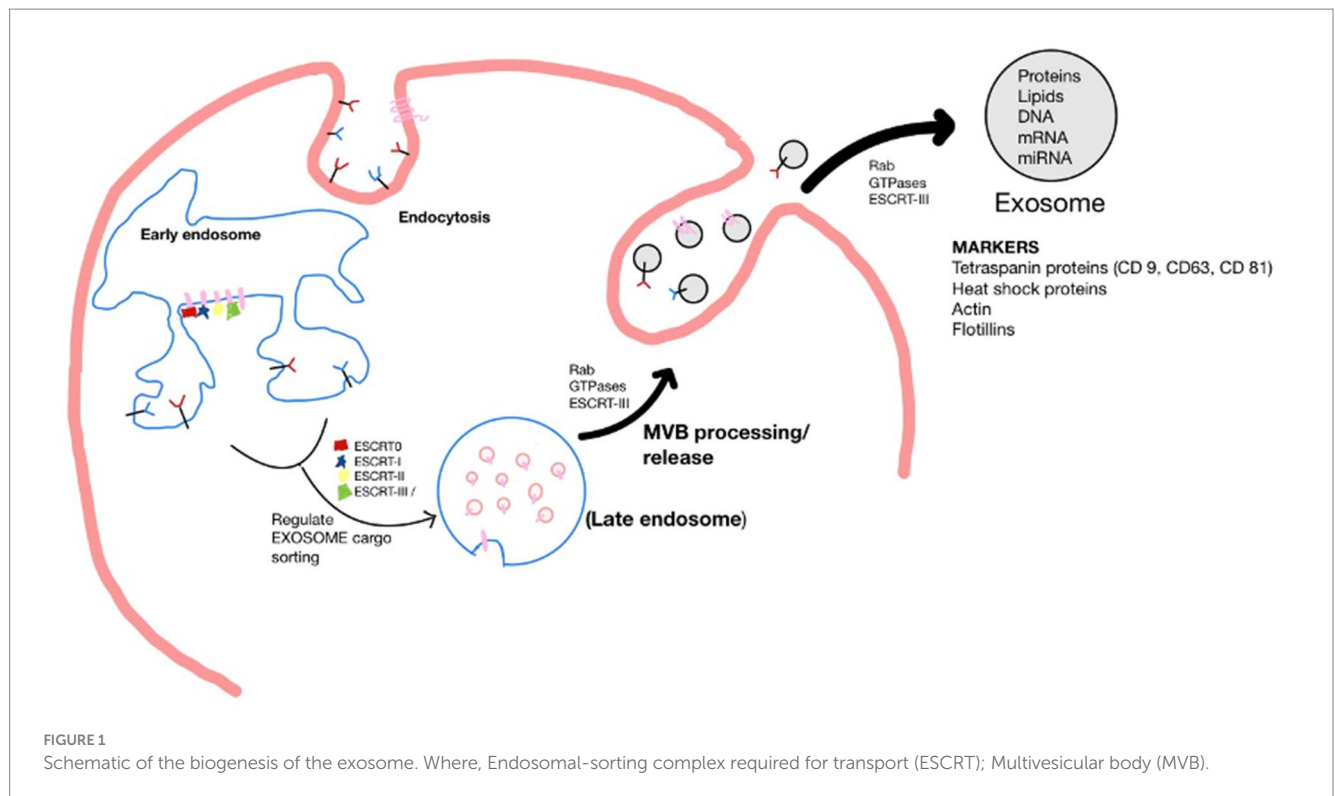 Proteins
Lipids
DNA
mRNA
miRNA
Rab
GTPases
ESCRT-III
Exosome
Endocytosis
Early endosome
MARKERS
Tetraspanin proteins (CD 9, CD63, CD 81)
Heat shock proteins
Actin
Flotillins
Rab
GTPases
ESCRT-III
MVB processing/
release
ESCRT0
ESCRT-I
ESCRT-II
ESCRT-III /
Regulate
EXOSOME cargo
sorting
(Late endosome)
FIGURE 1
Schematic of the biogenesis of the exosome. Where, Endosomal-sorting complex required for transport (ESCRT); Multivesicular body (MVB).